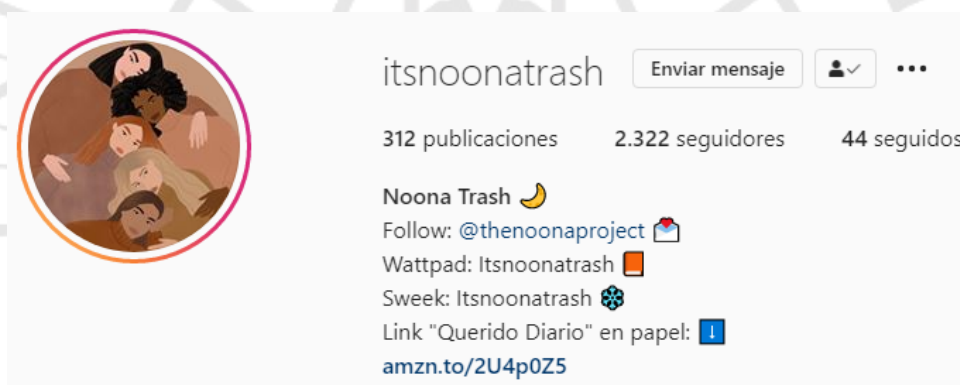 itsnoonatrash Enviar mensaje
312 publicaciones 2.322 seguidores 44 seguidos
Noona Trash 🌙
Follow: @thenoonaproject 💌
Wattpad: Itsnoonatrash 📙
Sweek: Itsnoonatrash ❄️
Link "Querido Diario" en papel: ⬇️
amzn.to/2U4p0Z5